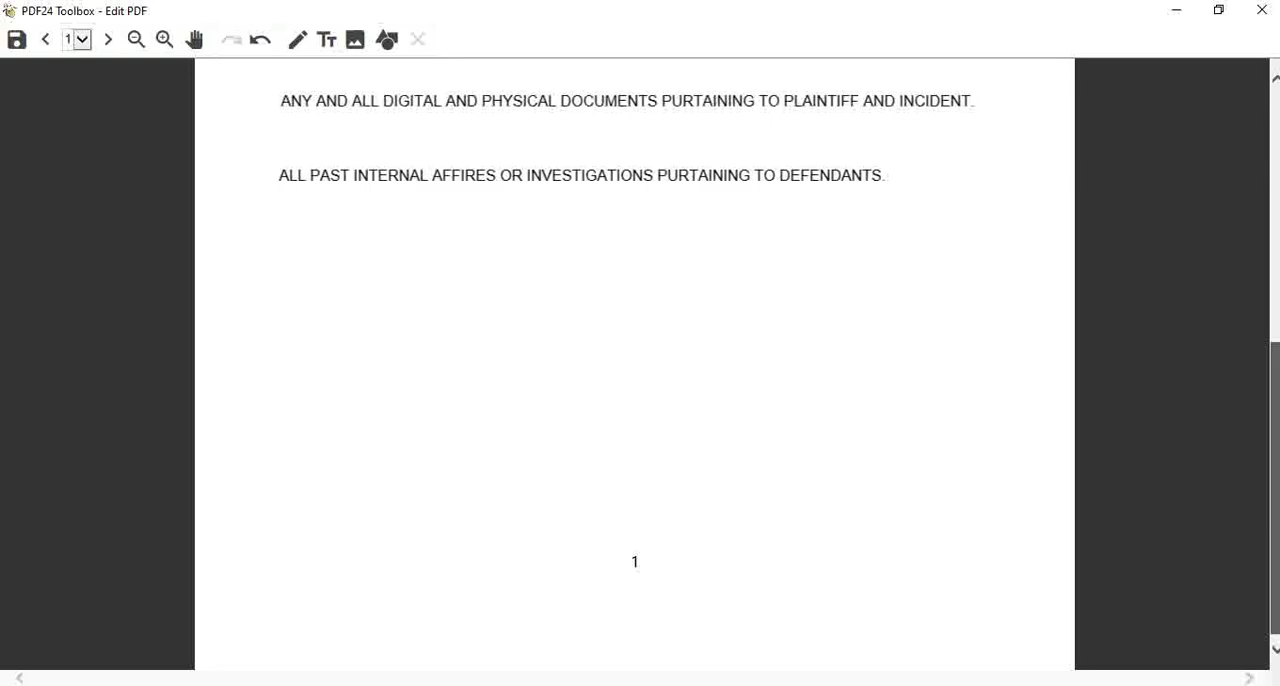 PDF24 Toolbox - Edit PDF
1
ANY AND ALL DIGITAL AND PHYSICAL DOCUMENTS PURTAINING TO PLAINTIFF AND INCIDENT.
ALL PAST INTERNAL AFFIRES OR INVESTIGATIONS PURTAINING TO DEFENDANTS.
1